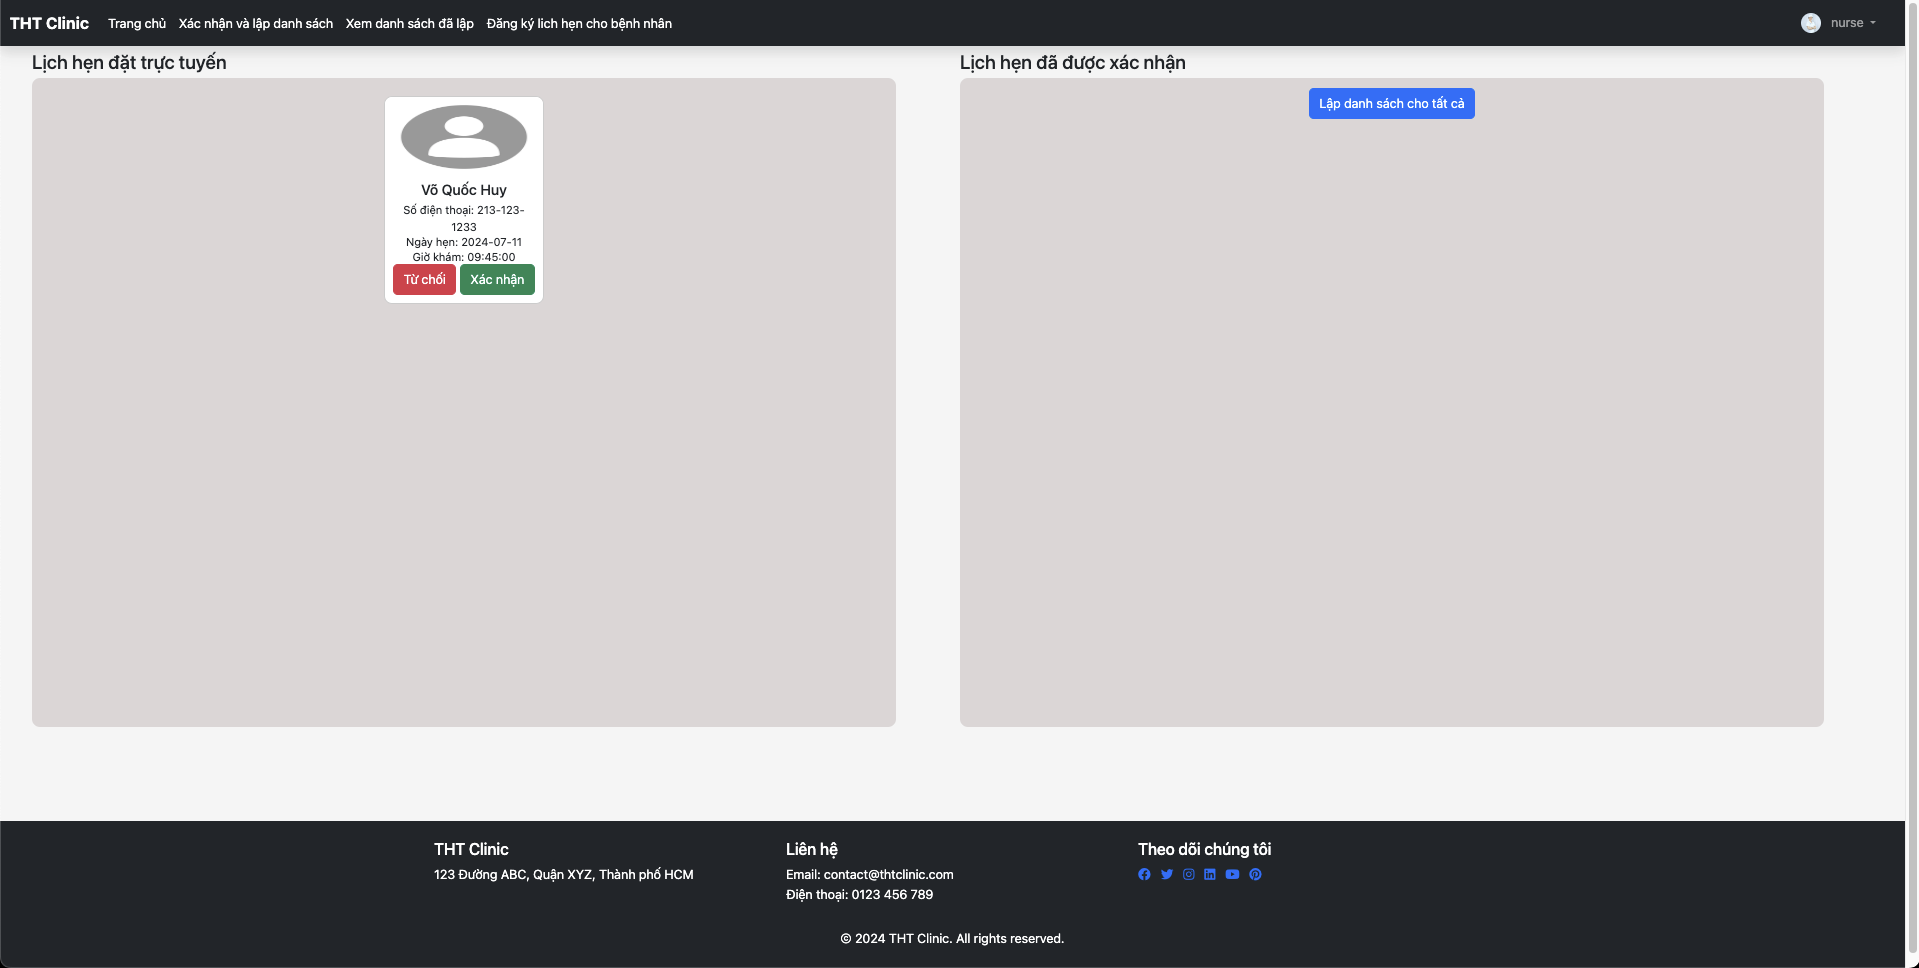 THT Clinic Trang chủ Xác nhận và lập danh sách Xem danh sách đã lập Đăng ký lich hẹn cho bệnh nhân nurse
Lịch hẹn đặt trực tuyến
Lịch hẹn đã được xác nhận
Lập danh sách cho tất cả
Võ Quốc Huy
Số điện thoại: 213-123-
1233
Ngày hẹn: 2024-07-11
Giờ khám: 09:45:00
Từ chối Xác nhận
THT Clinic
123 Đường ABC, Quận XYZ, Thành phố HCM
Liên hệ
Email: contact@thtclinic.com
Điện thoại: 0123 456 789
Theo dõi chúng tôi
© 2024 THT Clinic. All rights reserved.